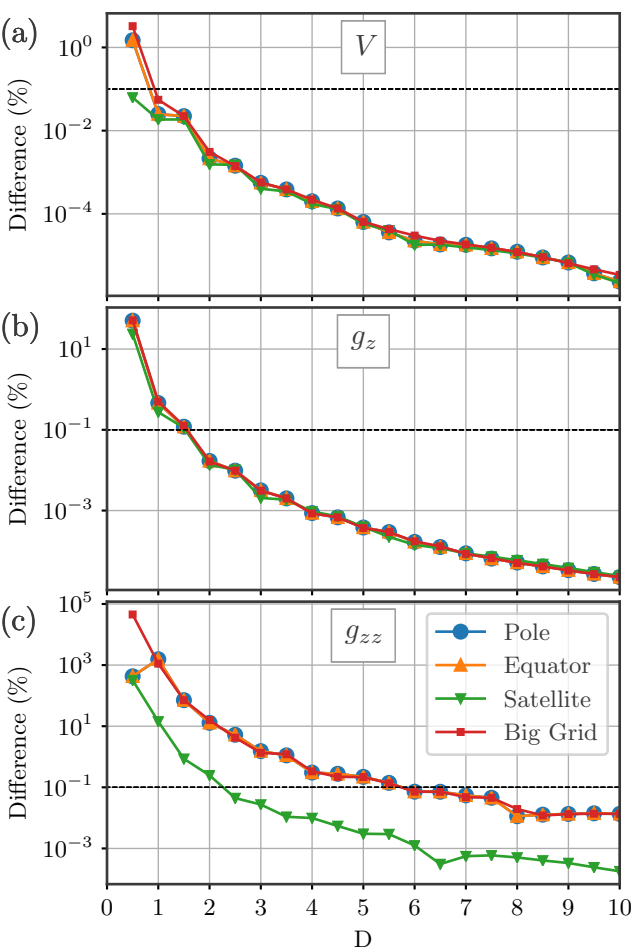 (a)
V
10^0
10^{-2}
10^{-4}
Difference (%)
(b)
g_z
10^1
10^{-1}
10^{-3}
Difference (%)
(c)
g_{zz}
10^5
10^3
10^1
10^{-1}
10^{-3}
Difference (%)
Pole
Equator
Satellite
Big Grid
0 1 2 3 4 5 6 7 8 9 10
D